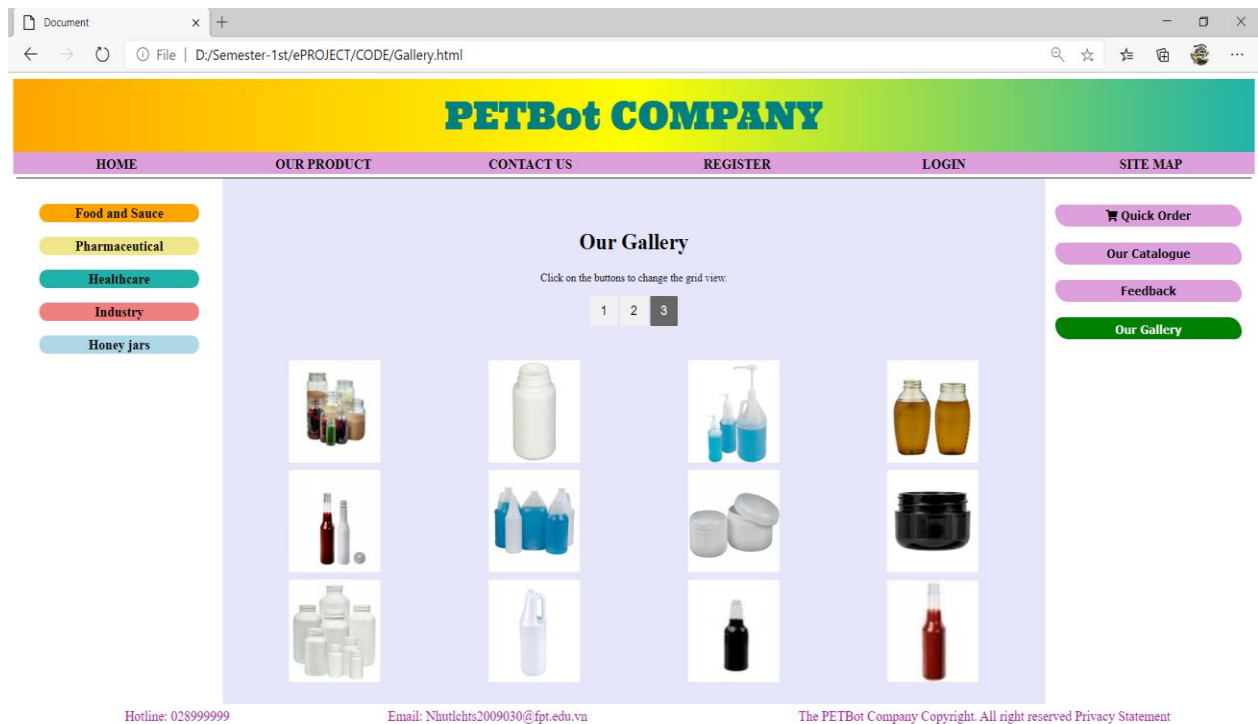 Document
File | D:/Semester-1st/ePROJECT/CODE/Gallery.html
PETBot COMPANY
HOME OUR PRODUCT CONTACT US REGISTER LOGIN SITE MAP
Food and Sauce
Pharmaceutical
Healthcare
Industry
Honey jars
Our Gallery
Click on the buttons to change the grid view.
1 2 3
Quick Order
Our Catalogue
Feedback
Our Gallery
Hotline: 028999999 Email: Nhutlchts2009030@fpt.edu.vn The PETBot Company Copyright. All right reserved Privacy Statement